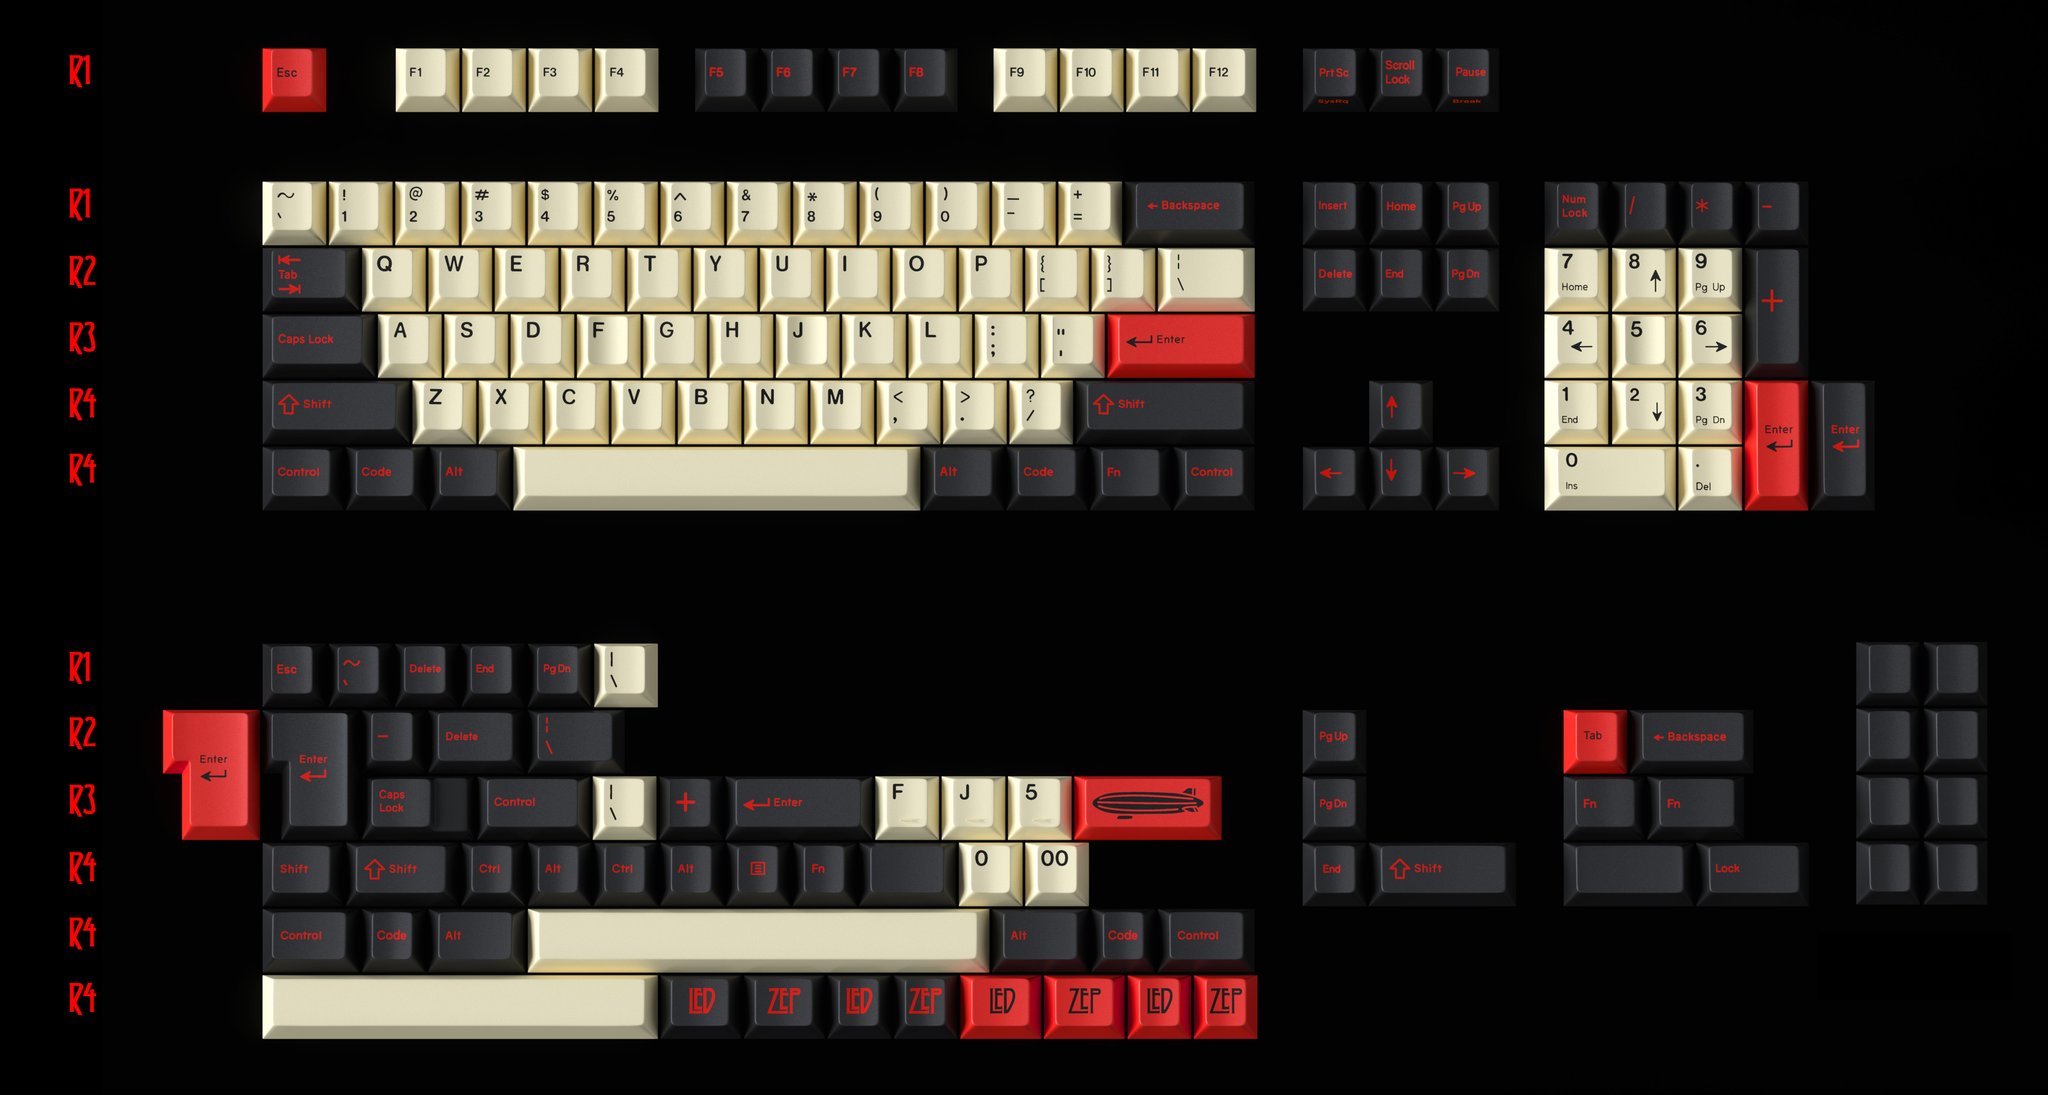 R1 Esc F1 F2 F3 F4 F5 F6 F7 F8 F9 F10 F11 F12 PrtSc SysRq Scroll Lock Pause Break
R1 ~ ` ! 1 @ 2 # 3 $ 4 % 5 ^ 6 & 7 * 8 ( 9 ) 0 — - + = ← Backspace Insert Home Pg Up Num Lock / * -
R2 Tab Q W E R T Y U I O P { [ } ] ¦ \ Delete End Pg Dn 7 Home 8 ↑ 9 Pg Up +
R3 Caps Lock A S D F G H J K L : ; " ' Enter 4 ← 5 6 →
R4 Shift Z X C V B N M < , > . ? / Shift ↑ 1 End 2 ↓ 3 Pg Dn Enter Enter
R4 Control Code Alt Alt Code Fn Control ← ↓ → 0 Ins . Del
R1 Esc ~ ` Delete End Pg Dn | \
R2 Enter Enter - Delete ¦ \ Pg Up Tab ← Backspace
R3 Caps Lock Control | \ + Enter F J 5 Pg Dn Fn Fn
R4 Shift Shift Ctrl Alt Ctrl Alt Fn 0 00 End Shift Lock
R4 Control Code Alt Alt Code Control
R4 LED ZEP LED ZEP LED ZEP LED ZEP